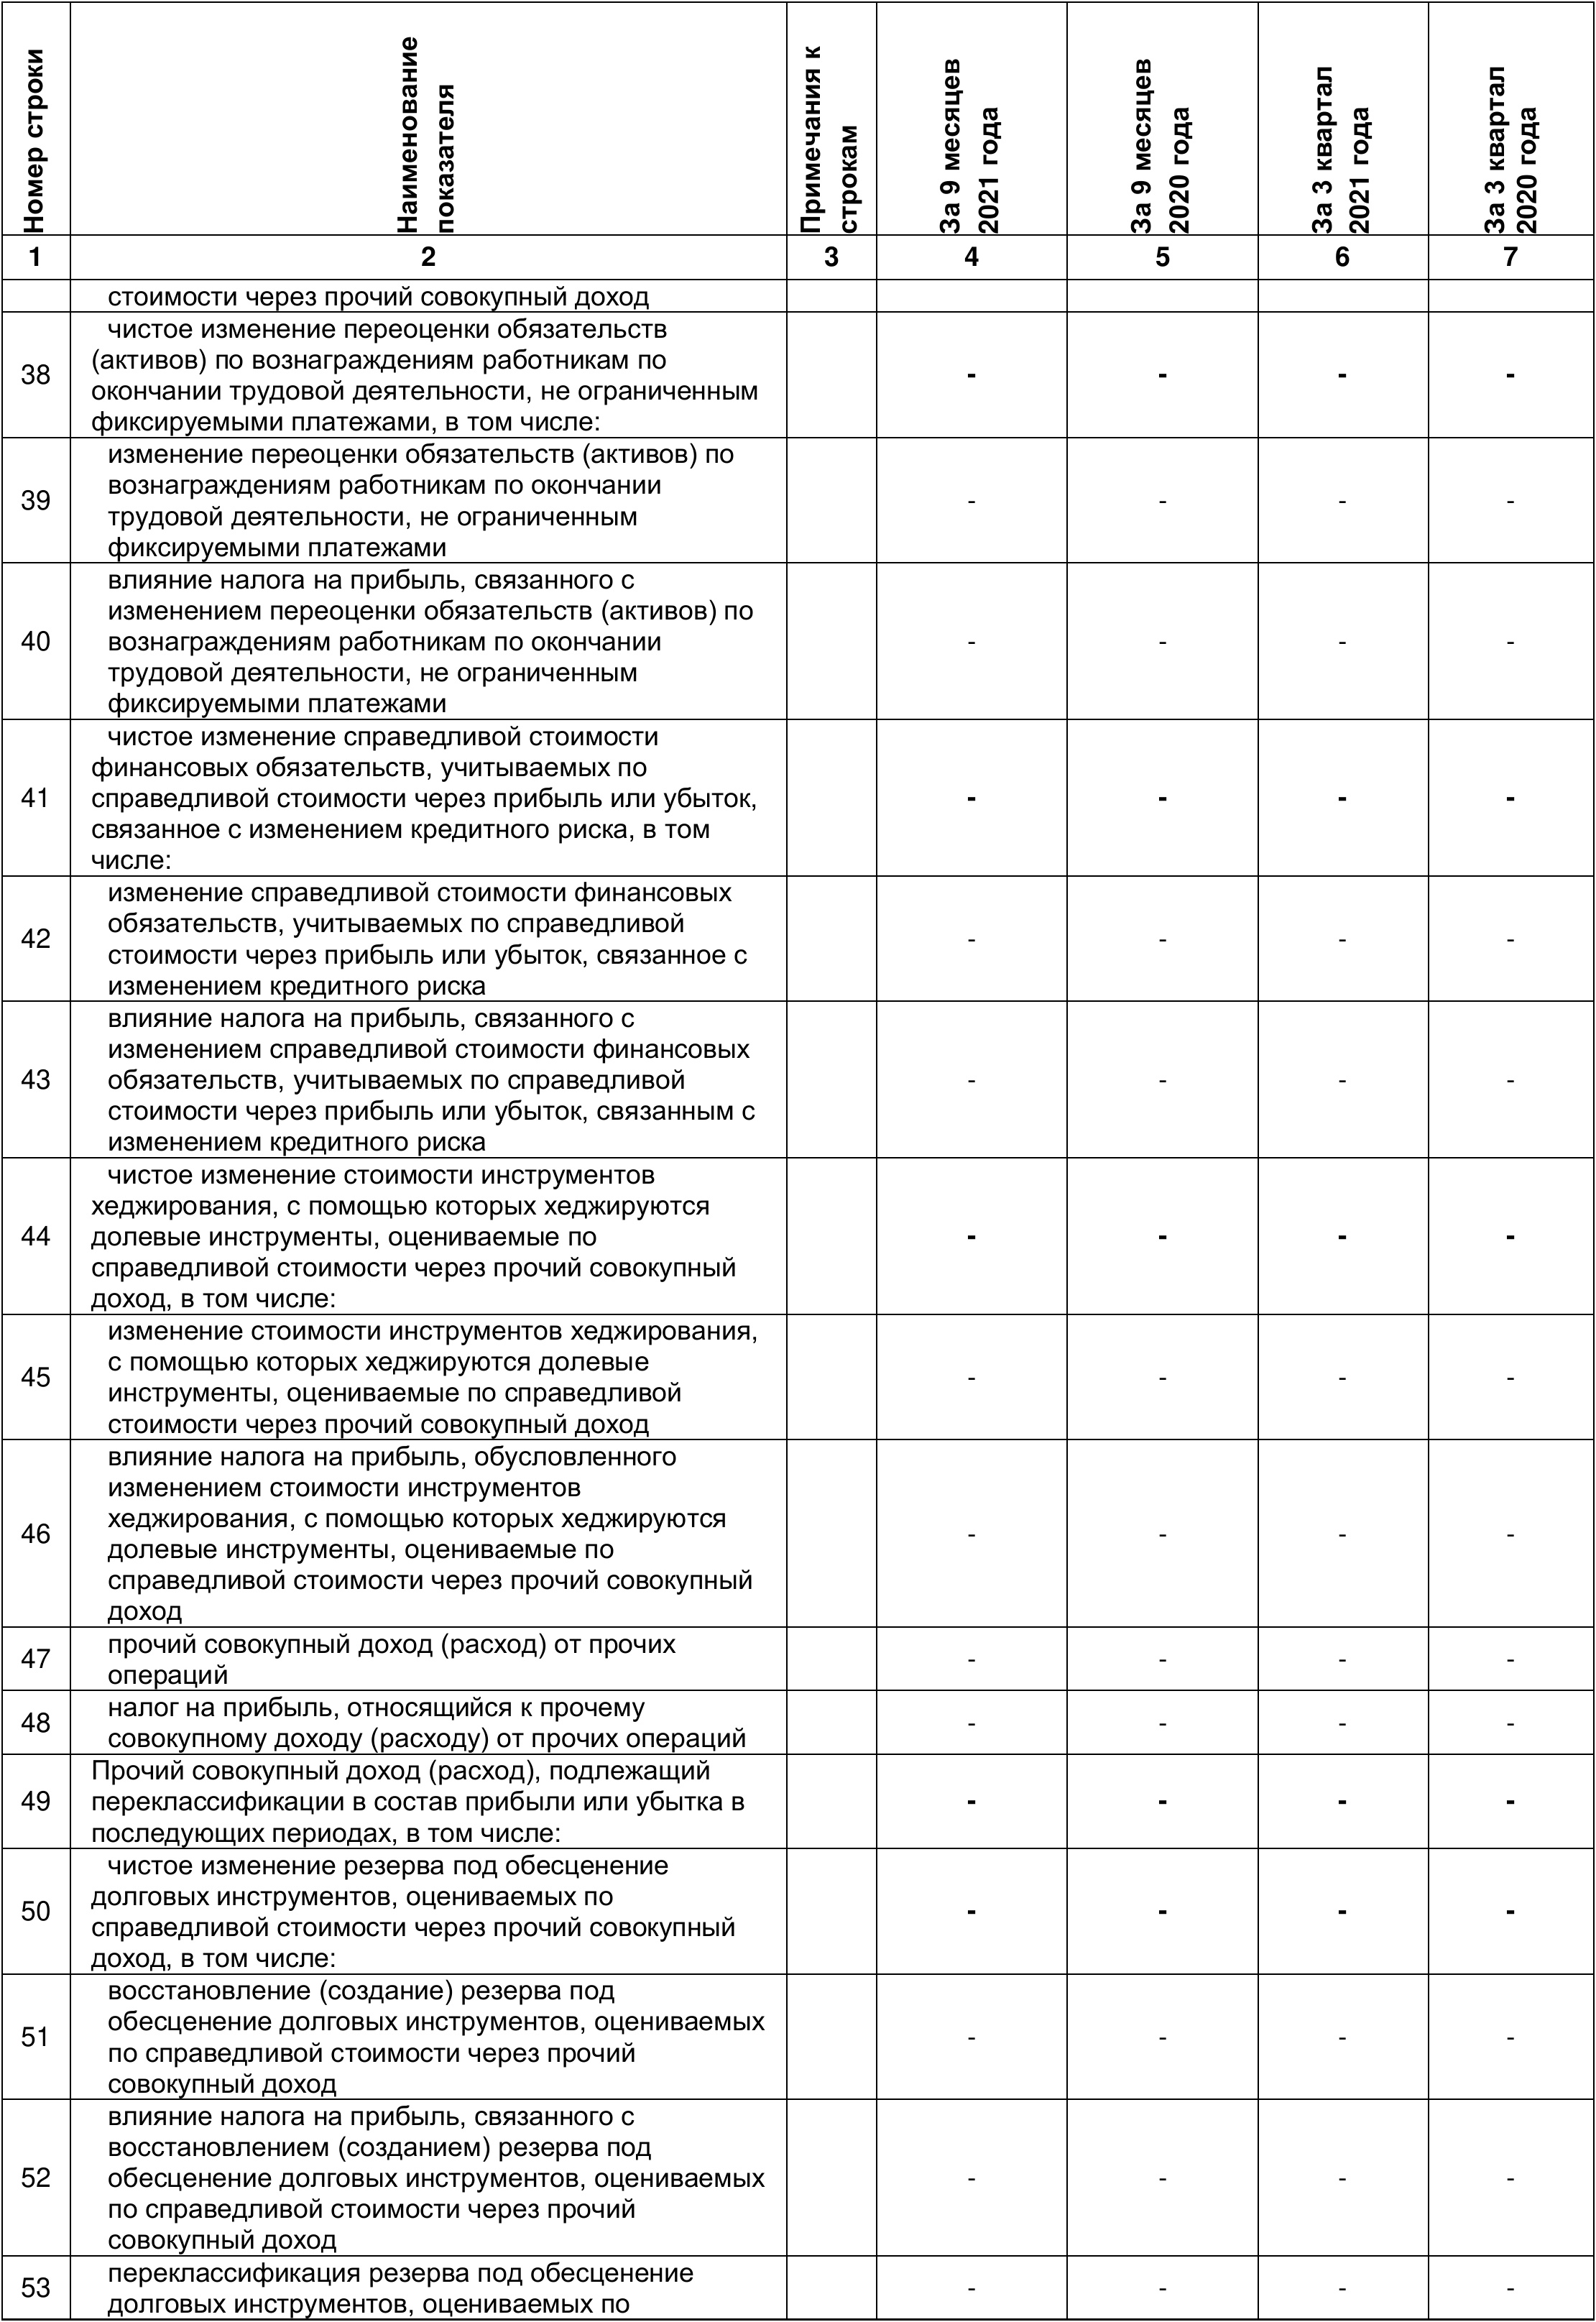 Номер строки
Наименование
показателя
Примечания к
строкам
За 9 месяцев
2021 года
За 9 месяцев
2020 года
За 3 квартал
2021 года
За 3 квартал
2020 года
1 2 3 4 5 6 7
стоимости через прочий совокупный доход
чистое изменение переоценки обязательств
(активов) по вознаграждениям работникам по
38 - - - -
окончании трудовой деятельности, не ограниченным
фиксируемыми платежами, в том числе:
изменение переоценки обязательств (активов) по
вознаграждениям работникам по окончании
39 - - - -
трудовой деятельности, не ограниченным
фиксируемыми платежами
влияние налога на прибыль, связанного с
изменением переоценки обязательств (активов) по
40 вознаграждениям работникам по окончании - - - -
трудовой деятельности, не ограниченным
фиксируемыми платежами
чистое изменение справедливой стоимости
финансовых обязательств, учитываемых по
41 справедливой стоимости через прибыль или убыток, - - - -
связанное с изменением кредитного риска, в том
числе:
изменение справедливой стоимости финансовых
обязательств, учитываемых по справедливой
42 - - - -
стоимости через прибыль или убыток, связанное с
изменением кредитного риска
влияние налога на прибыль, связанного с
изменением справедливой стоимости финансовых
43 обязательств, учитываемых по справедливой - - - -
стоимости через прибыль или убыток, связанным с
изменением кредитного риска
чистое изменение стоимости инструментов
хеджирования, с помощью которых хеджируются
44 долевые инструменты, оцениваемые по - - - -
справедливой стоимости через прочий совокупный
доход, в том числе:
изменение стоимости инструментов хеджирования,
с помощью которых хеджируются долевые
45 - - - -
инструменты, оцениваемые по справедливой
стоимости через прочий совокупный доход
влияние налога на прибыль, обусловленного
изменением стоимости инструментов
хеджирования, с помощью которых хеджируются
46 - - - -
долевые инструменты, оцениваемые по
справедливой стоимости через прочий совокупный
доход
прочий совокупный доход (расход) от прочих
47 - - - -
операций
налог на прибыль, относящийся к прочему
48 - - - -
совокупному доходу (расходу) от прочих операций
Прочий совокупный доход (расход), подлежащий
49 переклассификации в состав прибыли или убытка в - - - -
последующих периодах, в том числе:
чистое изменение резерва под обесценение
долговых инструментов, оцениваемых по
50 - - - -
справедливой стоимости через прочий совокупный
доход, в том числе:
восстановление (создание) резерва под
обесценение долговых инструментов, оцениваемых
51 - - - -
по справедливой стоимости через прочий
совокупный доход
влияние налога на прибыль, связанного с
восстановлением (созданием) резерва под
52 обесценение долговых инструментов, оцениваемых - - - -
по справедливой стоимости через прочий
совокупный доход
переклассификация резерва под обесценение
53 - - - -
долговых инструментов, оцениваемых по